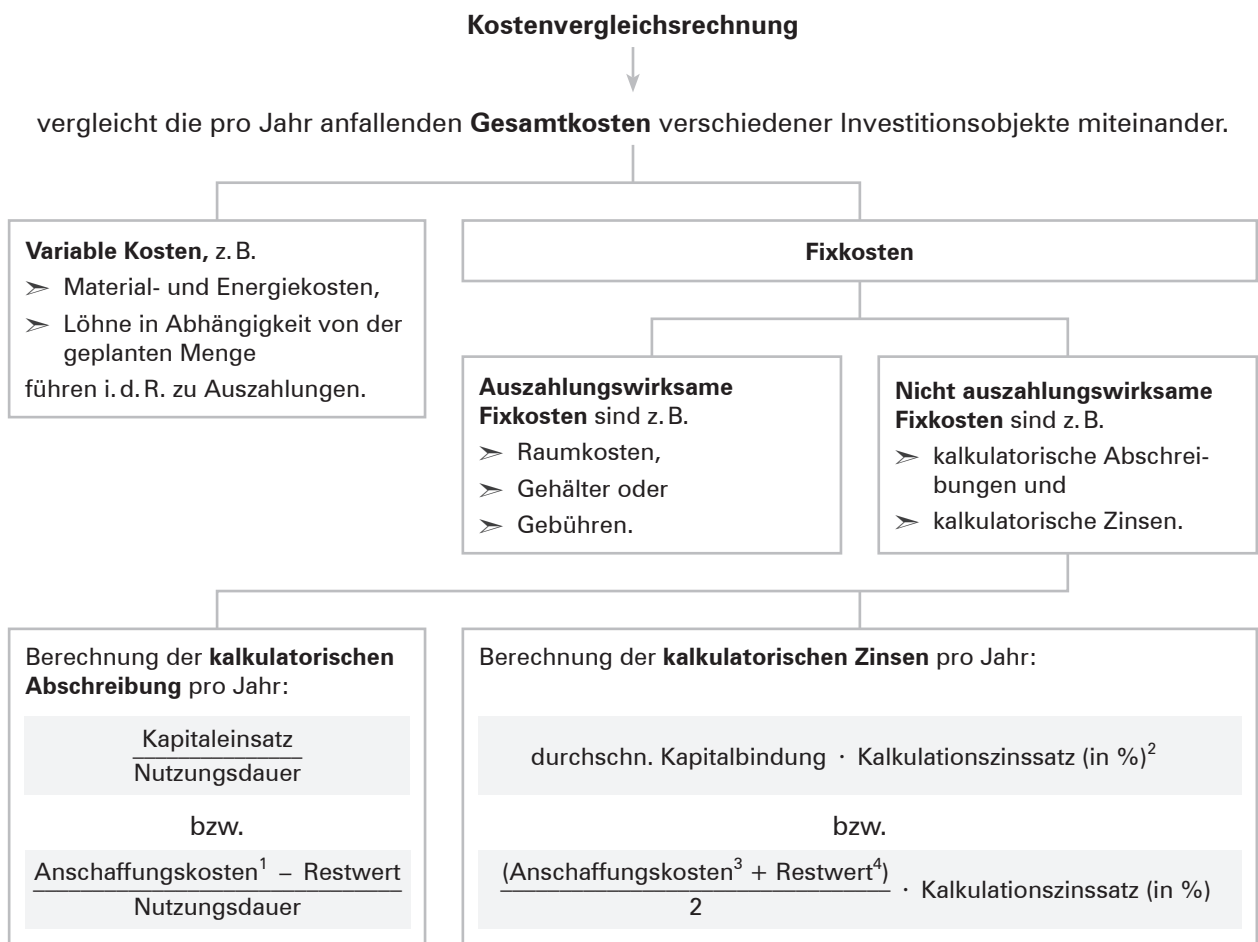 Kostenvergleichsrechnung
vergleicht die pro Jahr anfallenden Gesamtkosten verschiedener Investitionsobjekte miteinander.
Variable Kosten, z. B.
➣ Material- und Energiekosten,
➣ Löhne in Abhängigkeit von der
geplanten Menge
führen i. d. R. zu Auszahlungen.
Fixkosten
Auszahlungswirksame
Fixkosten sind z. B.
➣ Raumkosten,
➣ Gehälter oder
➣ Gebühren.
Nicht auszahlungswirksame
Fixkosten sind z. B.
➣ kalkulatorische Abschrei-
bungen und
➣ kalkulatorische Zinsen.
Berechnung der kalkulatorischen
Abschreibung pro Jahr:
Kapitaleinsatz
Nutzungsdauer
bzw.
Anschaffungskosten¹ – Restwert
Nutzungsdauer
Berechnung der kalkulatorischen Zinsen pro Jahr:
durchschn. Kapitalbindung · Kalkulationszinssatz (in %)²
bzw.
(Anschaffungskosten³ + Restwert⁴)
2
· Kalkulationszinssatz (in %)